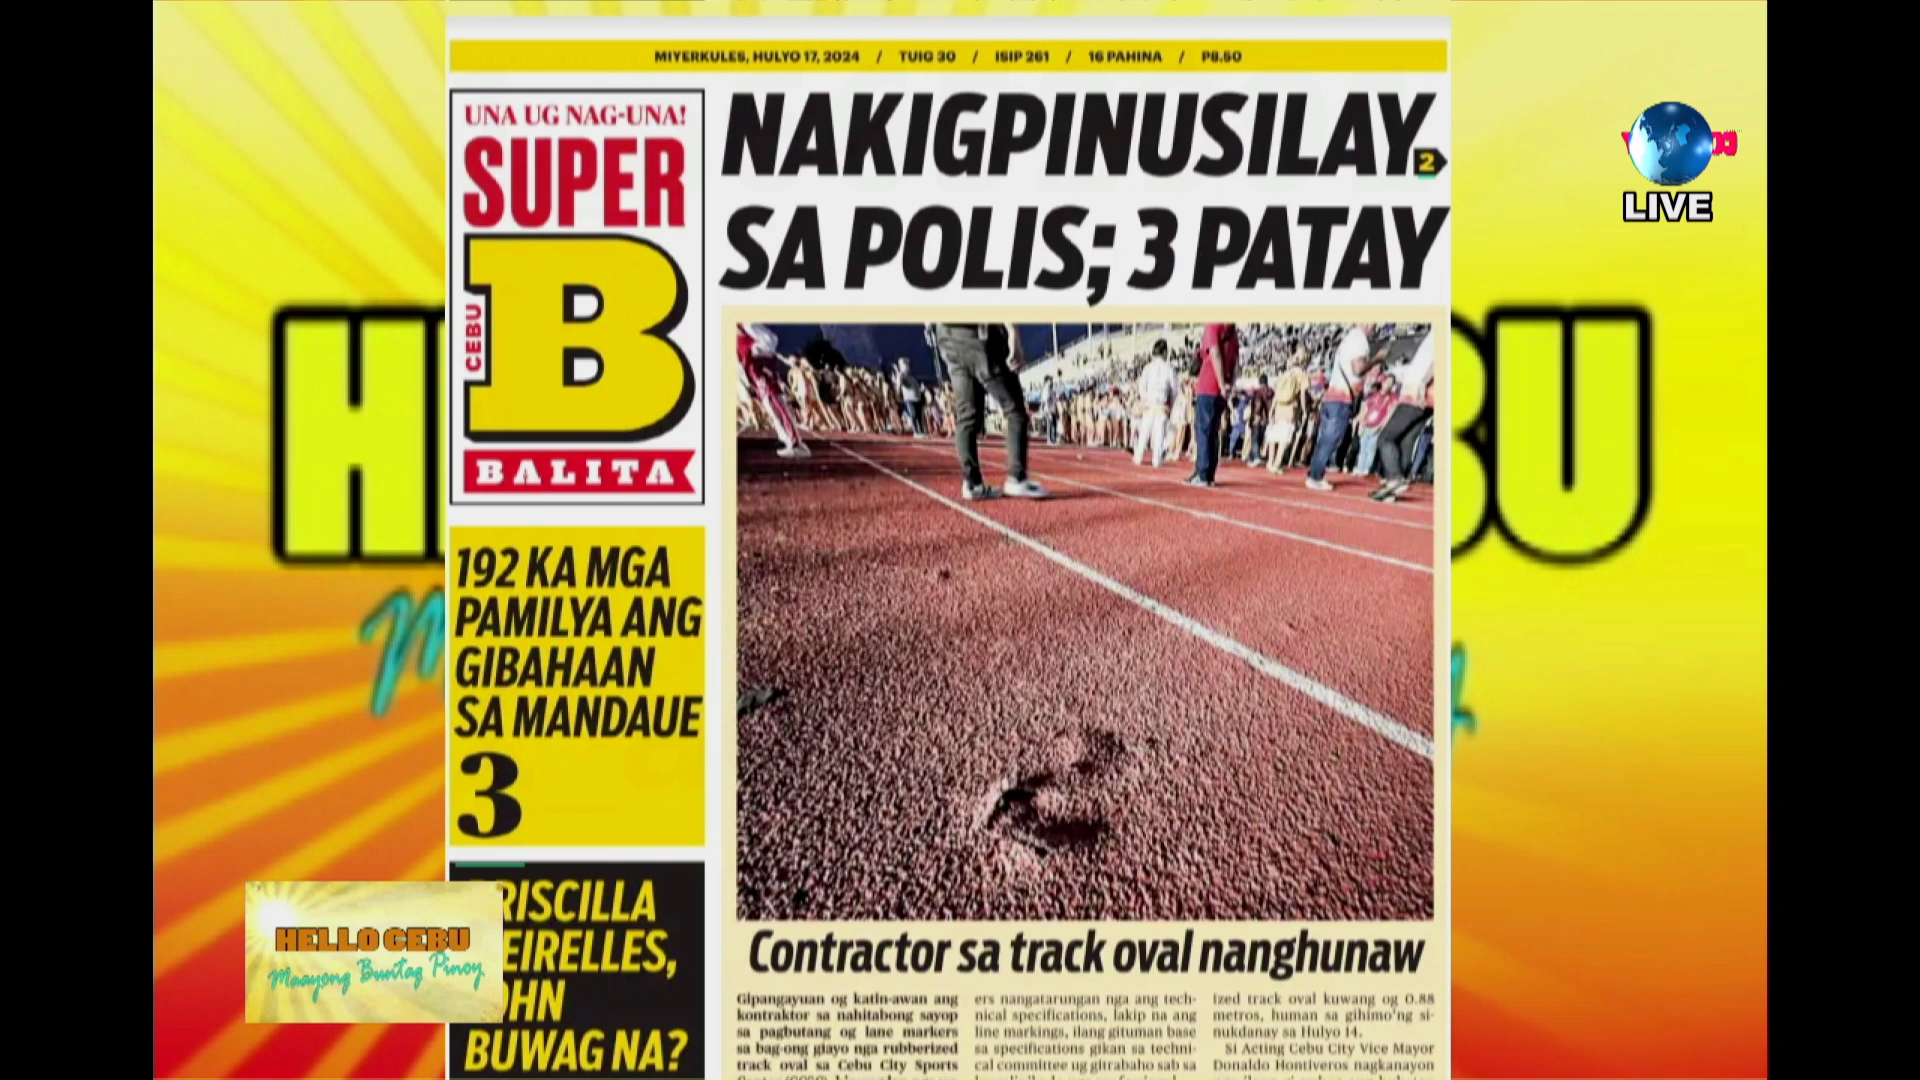 MIYERKULES, HULYO 17, 2024 / TUIG 30 / ISIP 261 / 16 PAHINA / P8.50
UNA UG NAG-UNA!
SUPER
B
CEBU
BALITA
NAKIGPINUSILAY
2
SA POLIS; 3 PATAY
LIVE
192 KA MGA
PAMILYA ANG
GIBAHAAN
SA MANDAUE
3
RISCILLA
EIRELLES,
OHN
BUWAG NA?
HELLO CEBU
Maayong Buntag Pinoy
Contractor sa track oval nanghunaw
Gipangayuan og katin-awan ang
kontraktor sa nahitabong sayop
sa pagbutang og lane markers
sa bag-ong giayo nga rubberized
track oval sa Cebu City Sports
ers nangatarungan nga ang tech-
nical specifications, lakip na ang
line markings, ilang gituman base
sa specifications gikan sa techni-
cal committee ug gitrabaho sab sa
ized track oval kuwang og 0.88
metros, human sa gihimo'ng si-
nukdanay sa Hulyo 14.
Si Acting Cebu City Vice Mayor
Donaldo Hontiveros nagkanayon